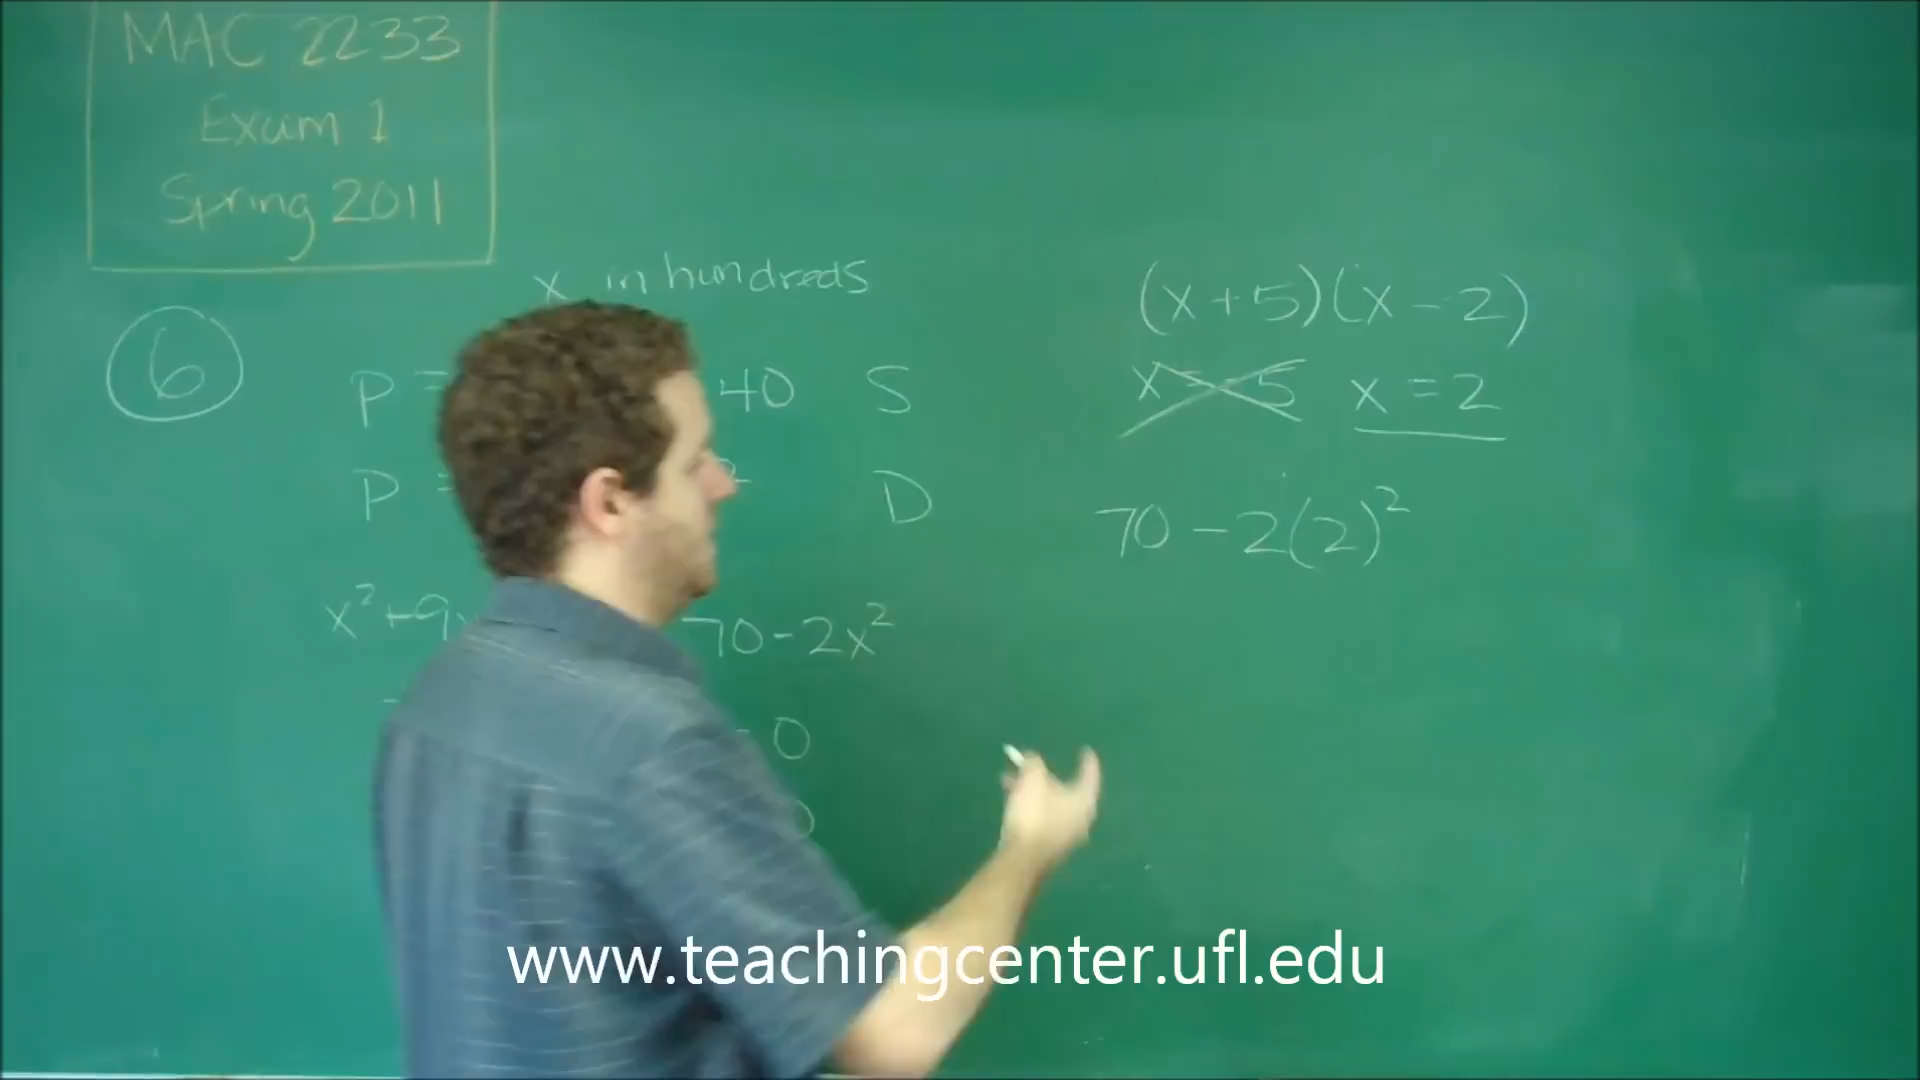 MAC 2233
Exam 1
Spring 2011
x in hundreds
6
P = 40 S
P = D
x² + 9x 70 - 2x²
- 0
0
(x + 5)(x - 2)
x = -5 x = 2
70 - 2(2)²
www.teachingcenter.ufl.edu